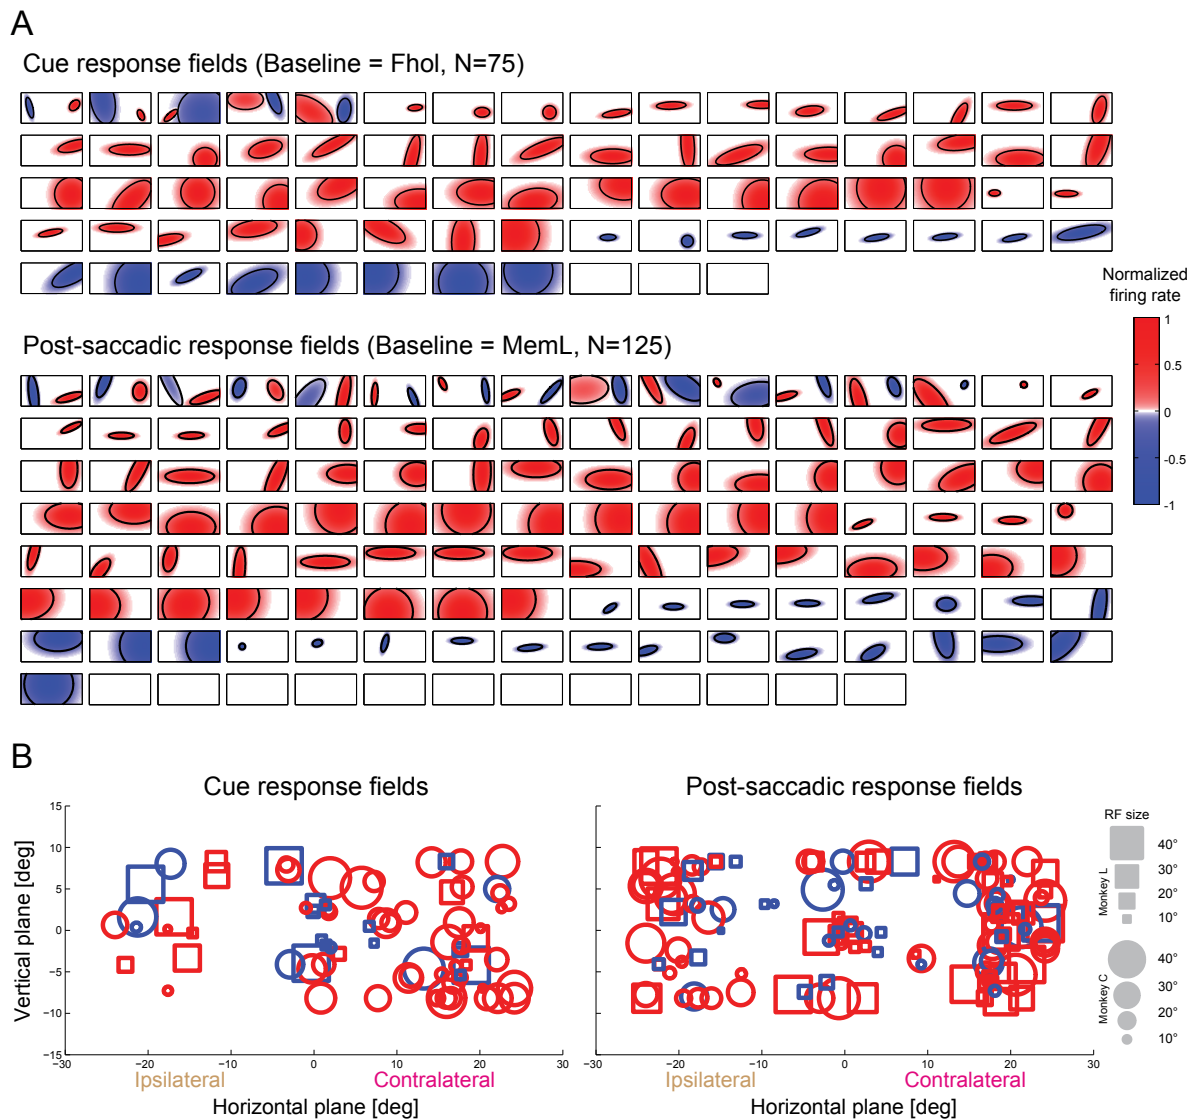 A
Cue response fields (Baseline = Fhol, N=75)
Normalized
firing rate
1
0.5
0
-0.5
-1
Post-saccadic response fields (Baseline = MemL, N=125)
B
Cue response fields
Post-saccadic response fields
Vertical plane [deg]
15
10
5
0
−5
−10
−15
−30
−20
−10
0
10
20
30
Ipsilateral
Contralateral
Horizontal plane [deg]
−30
−20
−10
0
10
20
30
Ipsilateral
Contralateral
Horizontal plane [deg]
RF size
Monkey L
40°
30°
20°
10°
Monkey C
40°
30°
20°
10°